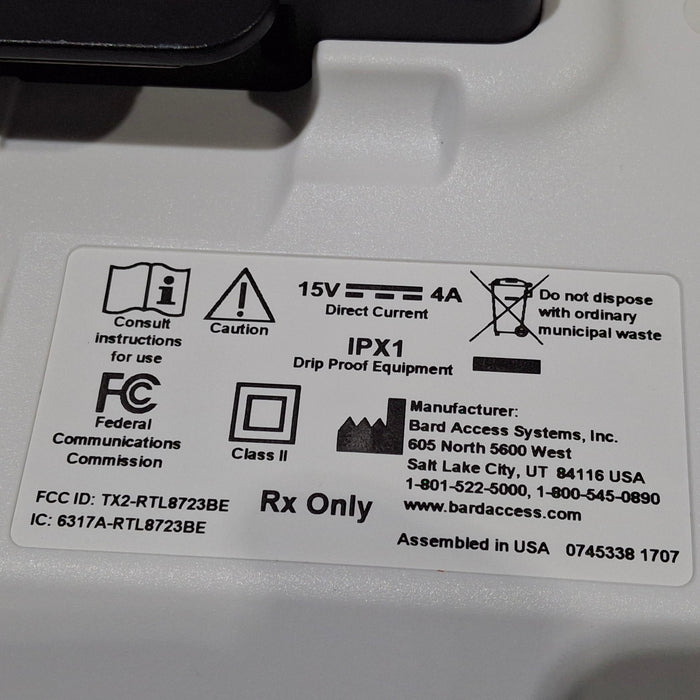 15V 4A
Direct Current
Consult
instructions
for use
Caution
Do not dispose
with ordinary
municipal waste
IPX1
Drip Proof Equipment
FC
Federal
Communications
Commission
Class II
Manufacturer:
Bard Access Systems, Inc.
605 North 5600 West
Salt Lake City, UT 84116 USA
1-801-522-5000, 1-800-545-0890
www.bardaccess.com
FCC ID: TX2-RTL8723BE
IC: 6317A-RTL8723BE
Rx Only
Assembled in USA 0745338 1707